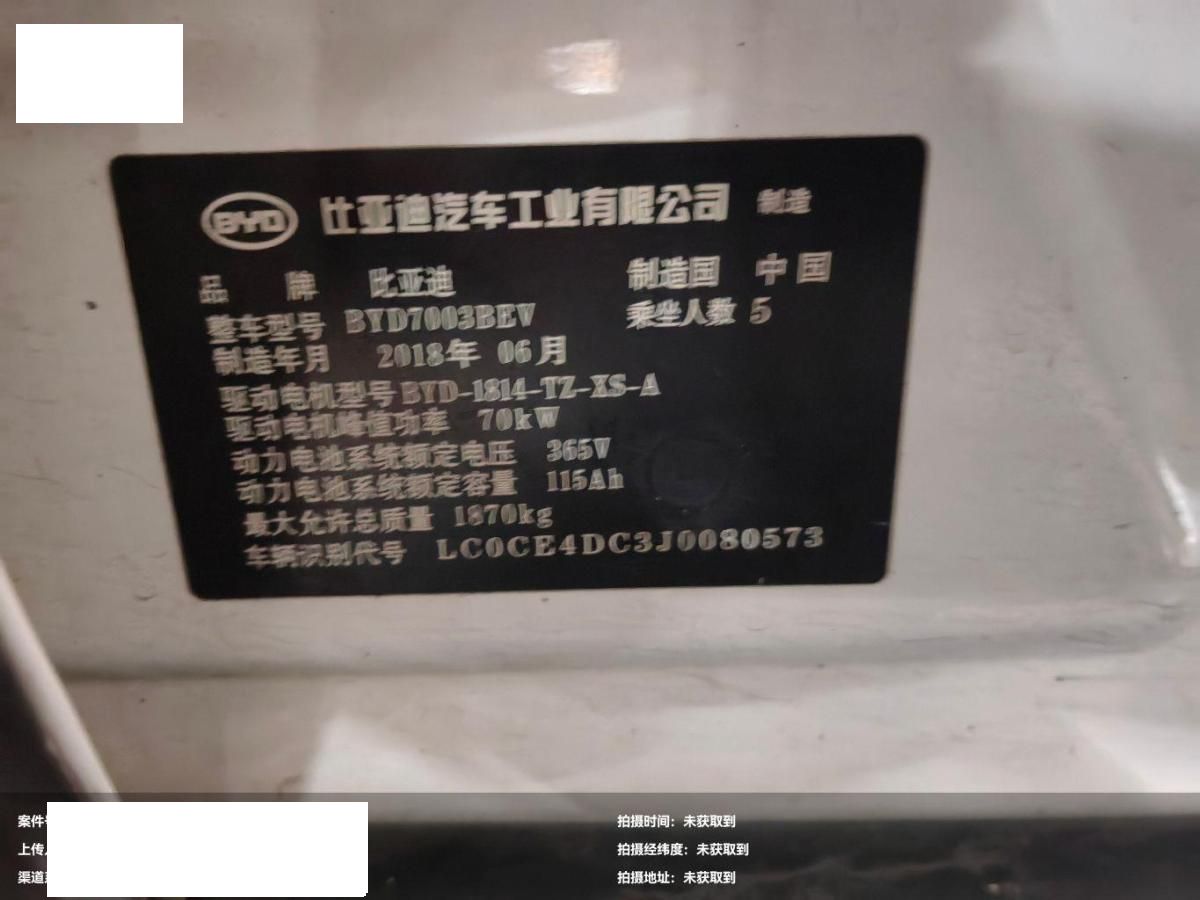 BYD 比亚迪汽车工业有限公司 制造
品 牌 比亚迪 制造国 中国
整车型号 BYD7003BEV 乘坐人数 5
制造年月 2018年 06月
驱动电机型号 BYD-1814-TZ-XS-A
驱动电机峰值功率 70kW
动力电池系统额定电压 365V
动力电池系统额定容量 115Ah
最大允许总质量 1870kg
车辆识别代号 LC0CE4DC3J0080573
案件 拍摄时间：未获取到
上传 拍摄经纬度：未获取到
渠道 拍摄地址：未获取到